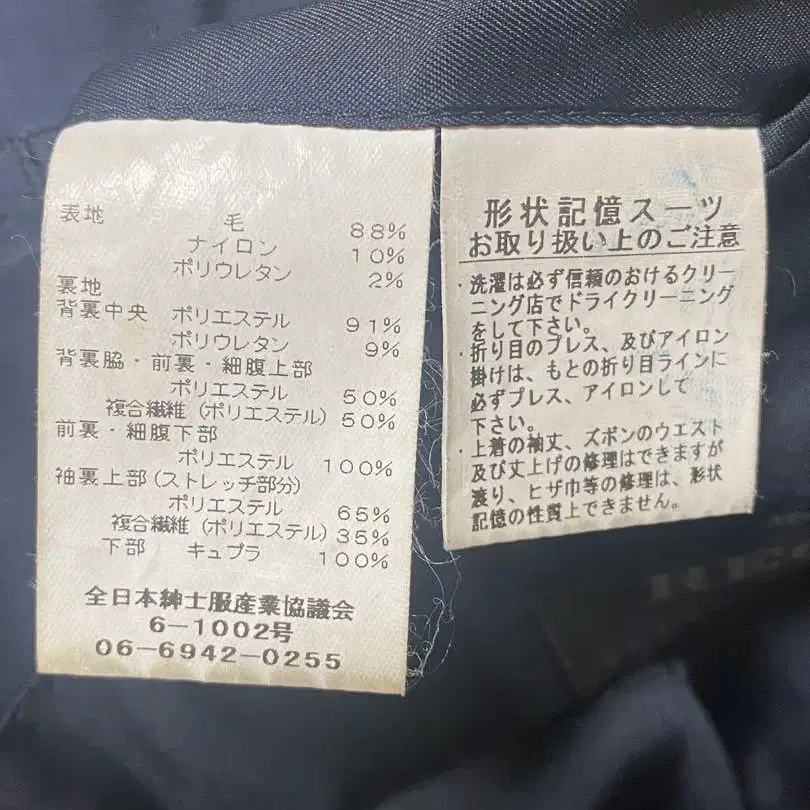 表地 毛 88%
ナイロン 10%
ポリウレタン 2%
裏地
背裏中央 ポリエステル 91%
ポリウレタン 9%
背裏脇・前裏・細腹上部
ポリエステル 50%
複合繊維(ポリエステル) 50%
前裏・細腹下部
ポリエステル 100%
袖裏上部(ストレッチ部分)
ポリエステル 65%
複合繊維(ポリエステル) 35%
下部 キュプラ 100%
全日本紳士服産業協議会
6-1002号
06-6942-0255
形状記憶スーツ
お取り扱い上のご注意
・洗濯は必ず信頼のおけるクリー
ニング店でドライクリーニング
をして下さい。
・折り目のプレス、及びアイロン
掛けは、もとの折り目ラインに
必ずプレス、アイロンして
下さい。
・上着の袖丈、ズボンのウエスト
及び丈上げの修理はできますが
渡り、ヒザ巾等の修理は、形状
記憶の性質上できません。